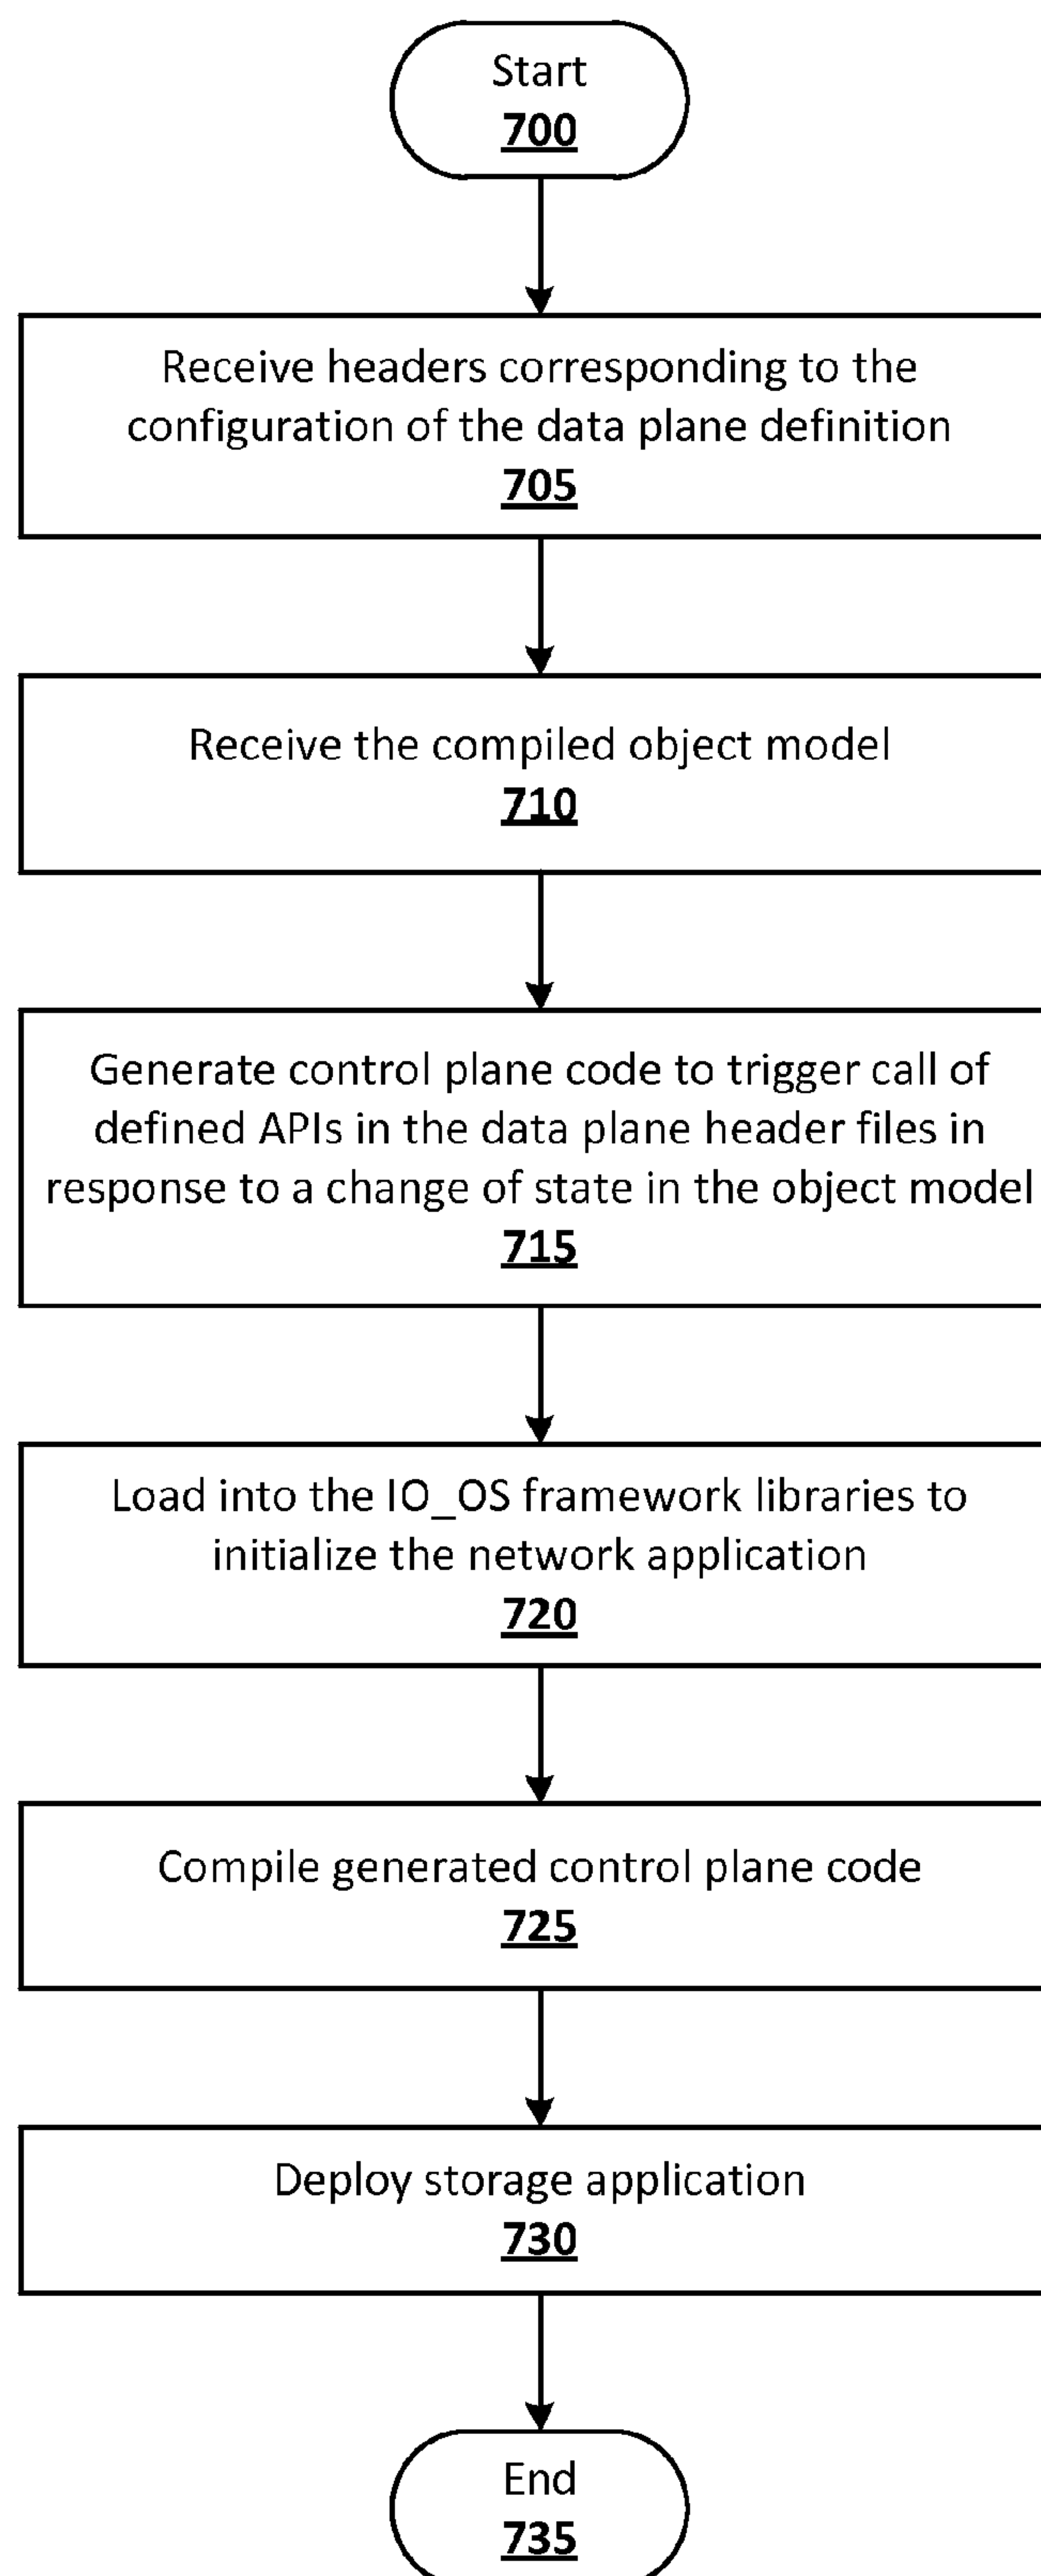 Start
700
Receive headers corresponding to the
configuration of the data plane definition
705
Receive the compiled object model
710
Generate control plane code to trigger call of
defined APIs in the data plane header files in
response to a change of state in the object model
715
Load into the IO_OS framework libraries to
initialize the network application
720
Compile generated control plane code
725
Deploy storage application
730
End
735